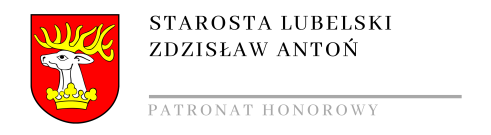 STAROSTA LUBELSKI
ZDZISŁAW ANTOŃ
PATRONAT HONOROWY